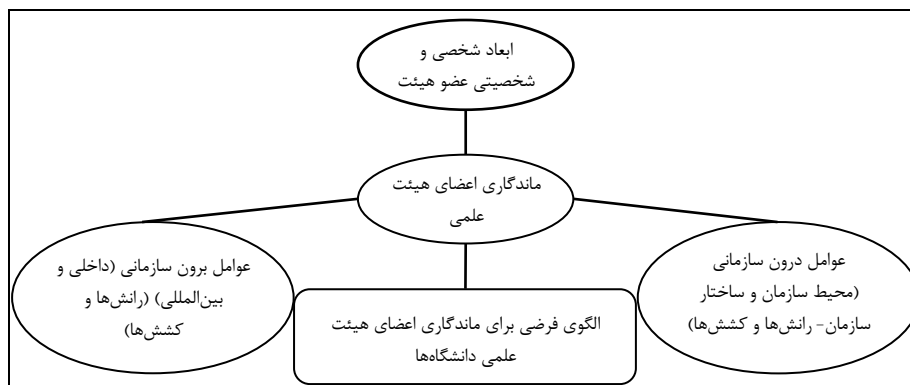 ابعاد شخصی و
شخصیتی عضو هیئت
ماندگاری اعضای هیئت
علمی
عوامل درون سازمانی
(محیط سازمان و ساختار
سازمان- رانش‌ها و کشش‌ها)
الگوی فرضی برای ماندگاری اعضای هیئت
علمی دانشگاه‌ها
عوامل برون سازمانی (داخلی و
بین‌المللی) (رانش‌ها و
کشش‌ها)